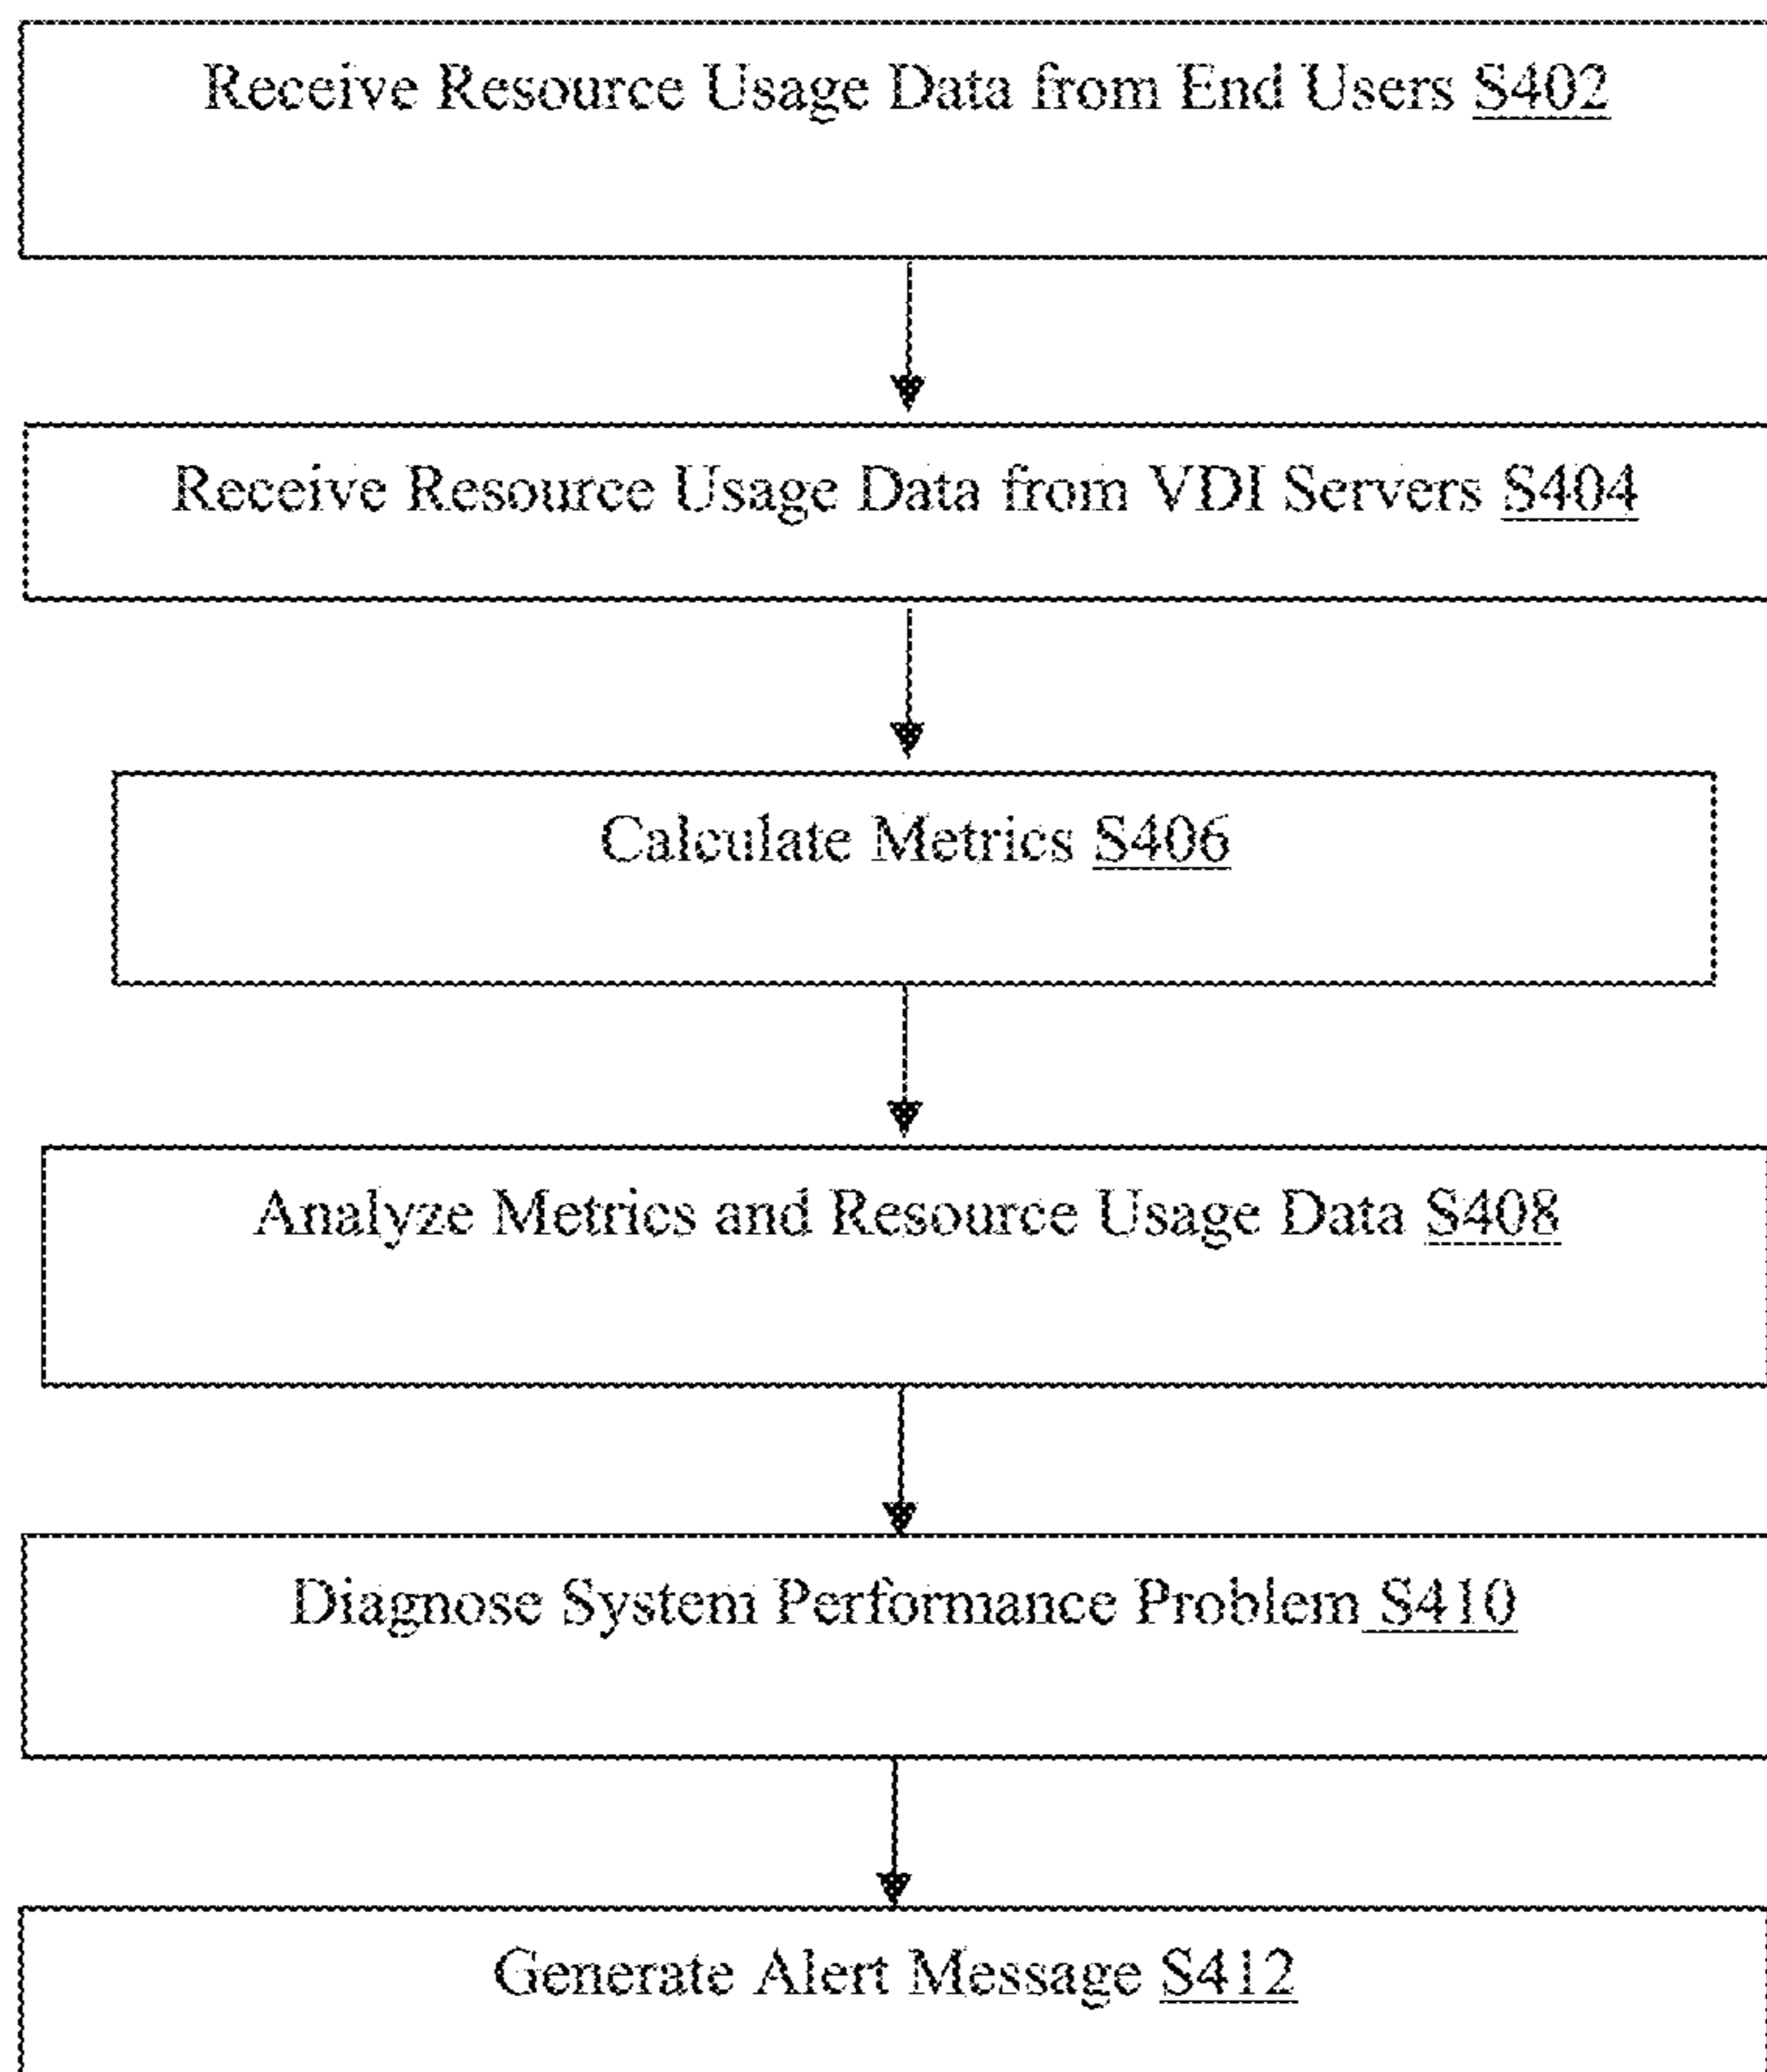 Receive Resource Usage Data from End Users S402
Receive Resource Usage Data from VDI Servers S404
Calculate Metrics S406
Analyze Metrics and Resource Usage Data S408
Diagnose System Performance Problem S410
Generate Alert Message S412